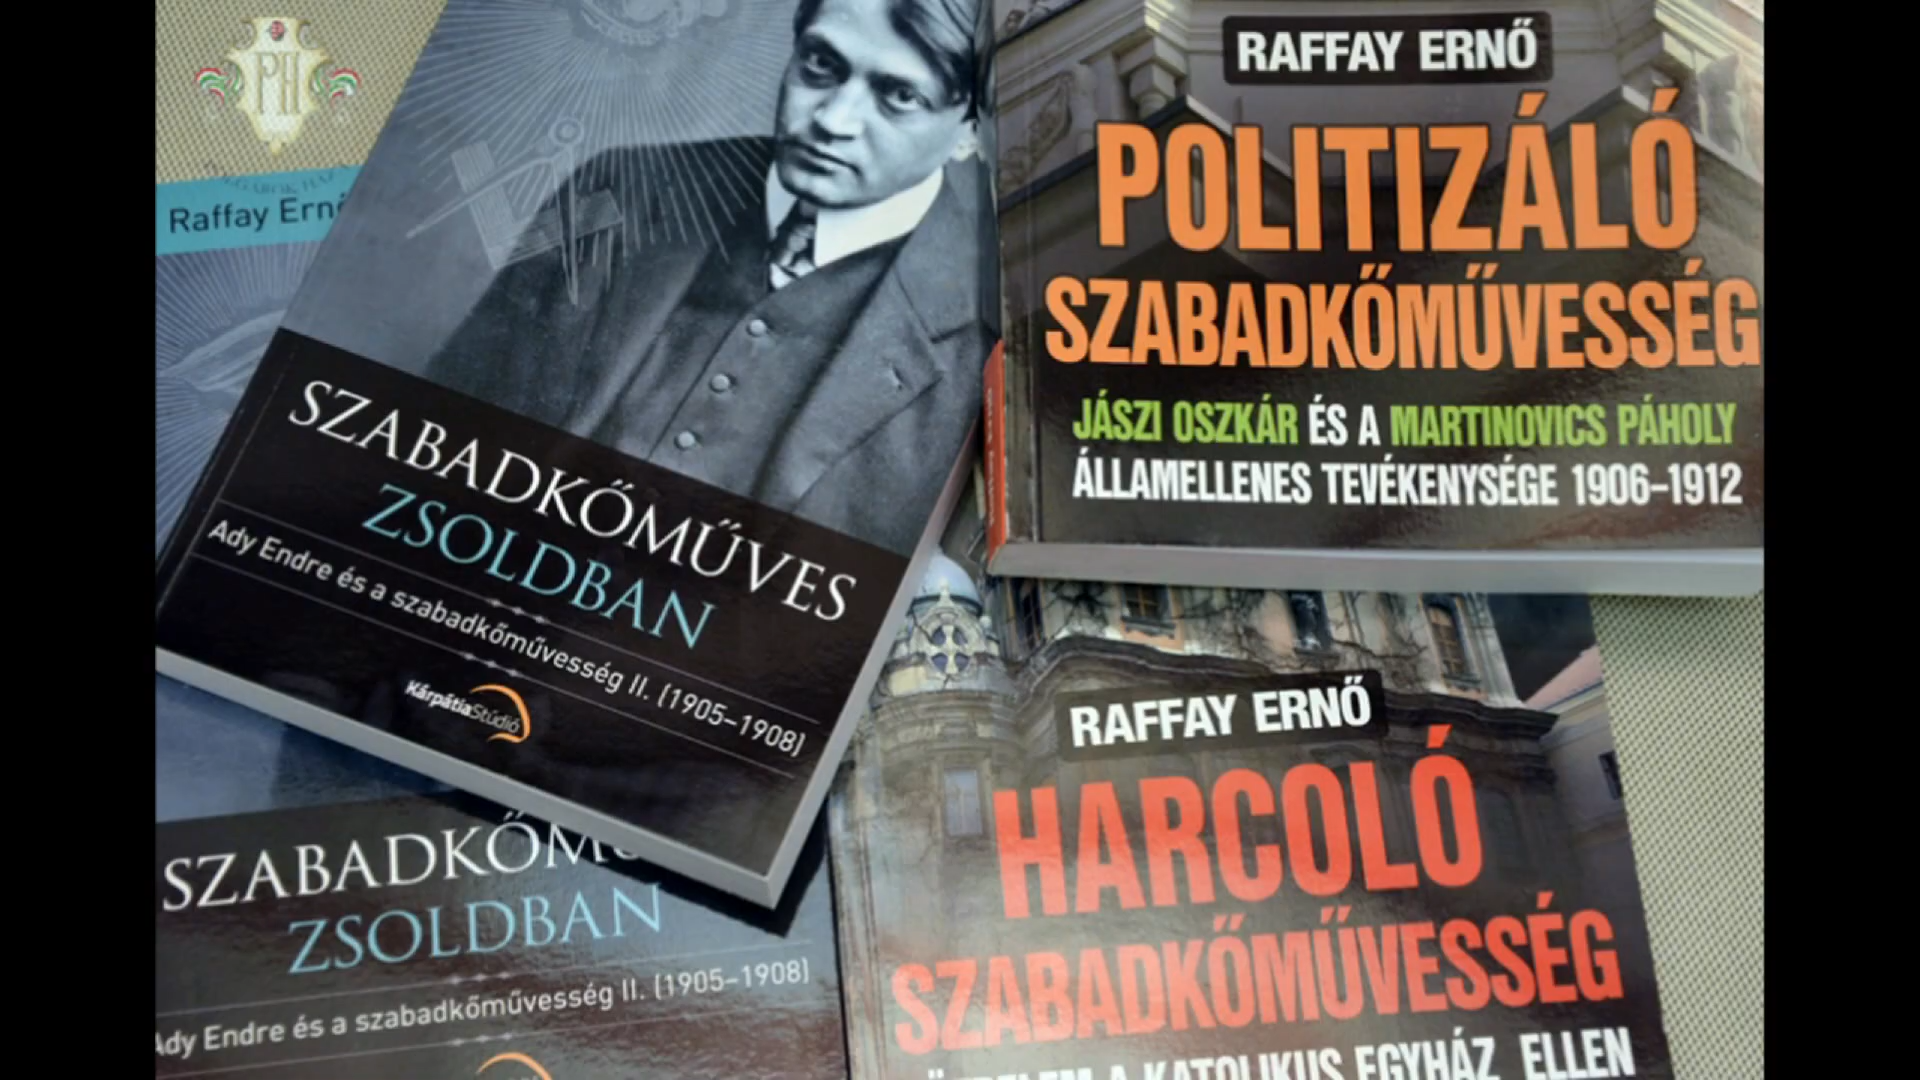 PH
Raffay Ernő
SZABADKŐMŰVES
ZSOLDBAN
Ady Endre és a szabadkőművesség II. (1905–1908)
KárpátiaStúdió
RAFFAY ERNŐ
POLITIZÁLÓ
SZABADKŐMŰVESSÉG
JÁSZI OSZKÁR ÉS A MARTINOVICS PÁHOLY
ÁLLAMELLENES TEVÉKENYSÉGE 1906–1912
ZSOLDBAN
Ady Endre és a szabadkőművesség II. (1905–1908)
RAFFAY ERNŐ
HARCOLÓ
SZABADKŐMŰVESSÉG
A KATOLIKUS EGYHÁZ ELLEN